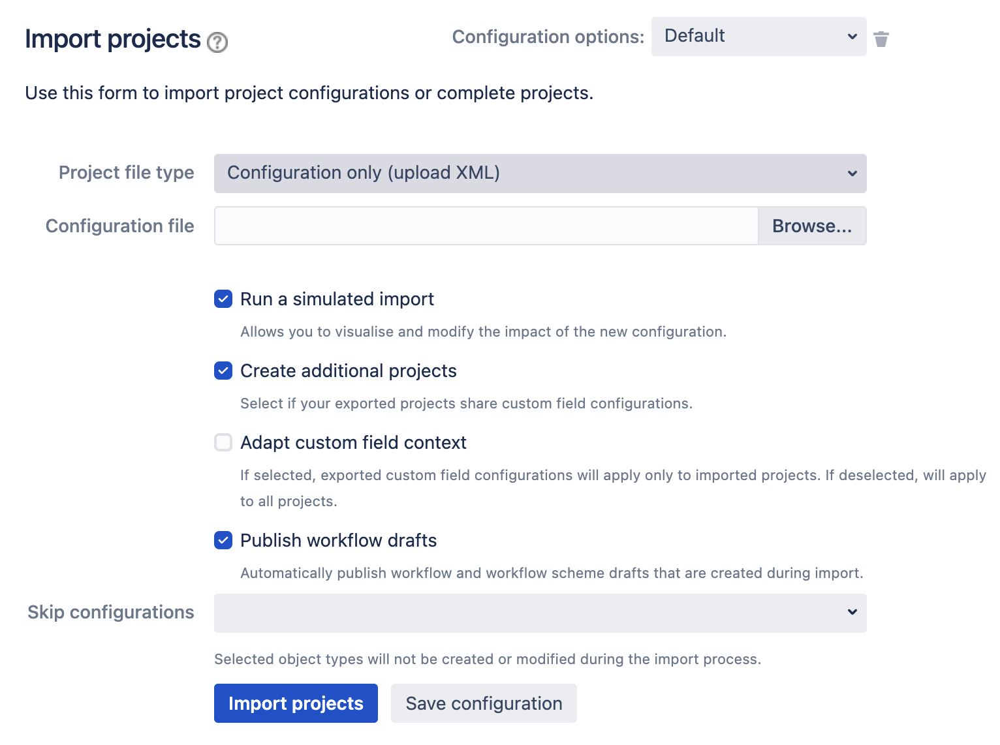 Import projects ?
Configuration options: Default
Use this form to import project configurations or complete projects.
Project file type Configuration only (upload XML)
Configuration file Browse...
Run a simulated import
Allows you to visualise and modify the impact of the new configuration.
Create additional projects
Select if your exported projects share custom field configurations.
Adapt custom field context
If selected, exported custom field configurations will apply only to imported projects. If deselected, will apply
to all projects.
Publish workflow drafts
Automatically publish workflow and workflow scheme drafts that are created during import.
Skip configurations
Selected object types will not be created or modified during the import process.
Import projects Save configuration